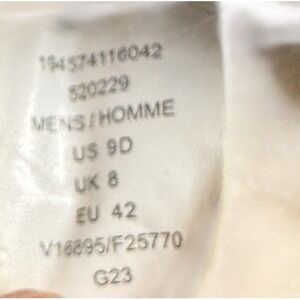 194574116042
520229
MENS/HOMME
US 9D
UK 8
EU 42
V16895/F25770
G23